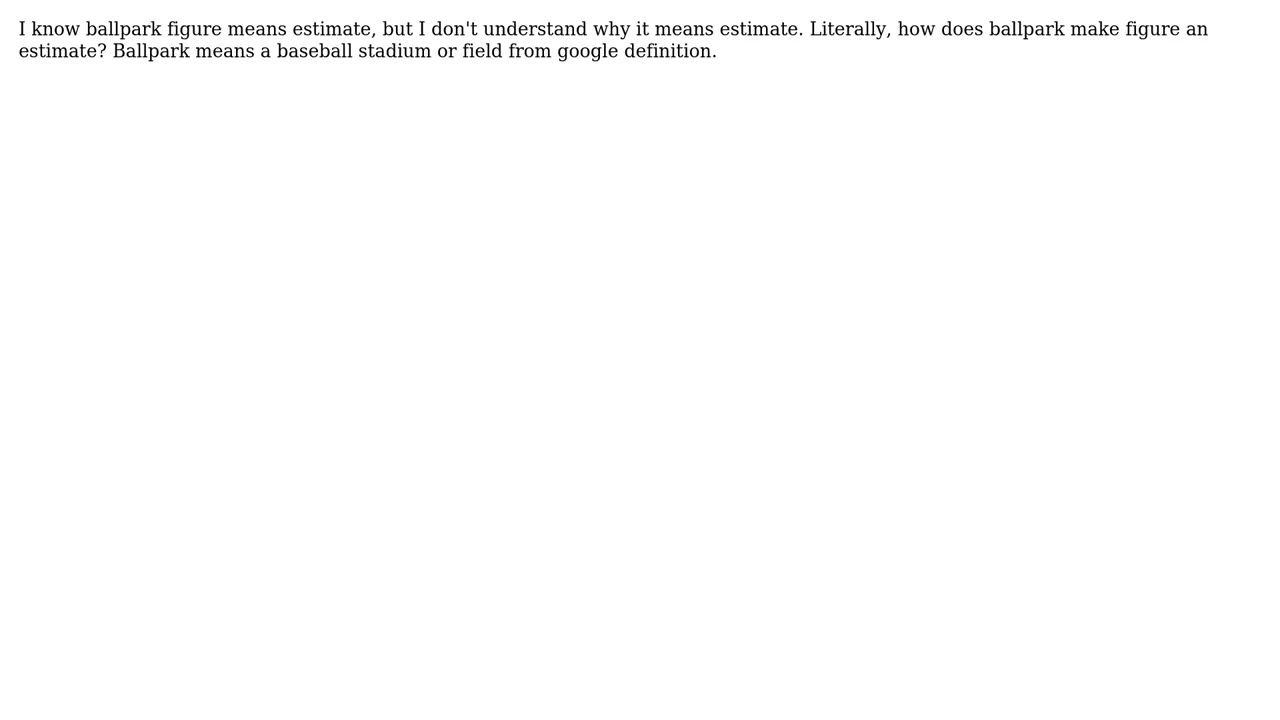 I know ballpark figure means estimate, but I don't understand why it means estimate. Literally, how does ballpark make figure an
estimate? Ballpark means a baseball stadium or field from google definition.